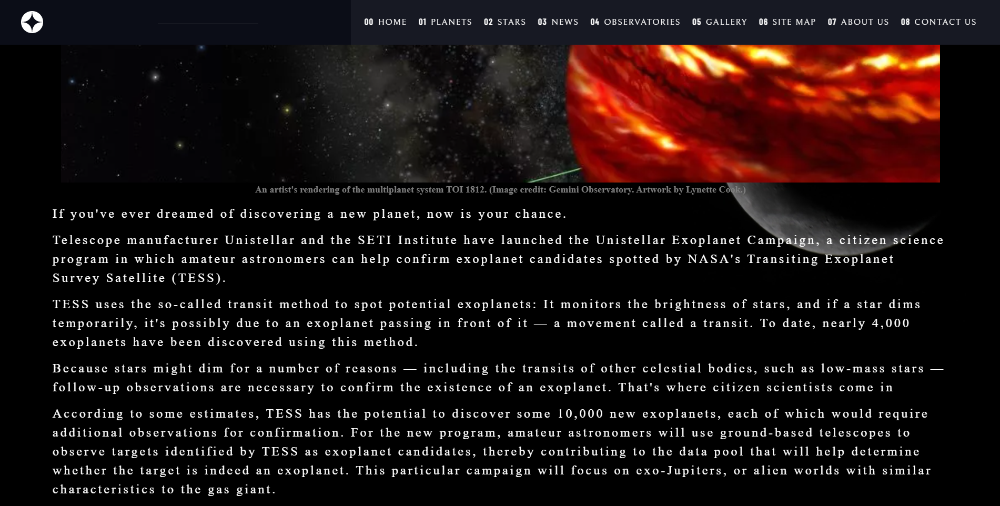 00 HOME 01 PLANETS 02 STARS 03 NEWS 04 OBSERVATORIES 05 GALLERY 06 SITE MAP 07 ABOUT US 08 CONTACT US
An artist's rendering of the multiplanet system TOI 1812. (Image credit: Gemini Observatory. Artwork by Lynette Cook.)
If you've ever dreamed of discovering a new planet, now is your chance.
Telescope manufacturer Unistellar and the SETI Institute have launched the Unistellar Exoplanet Campaign, a citizen science
program in which amateur astronomers can help confirm exoplanet candidates spotted by NASA's Transiting Exoplanet
Survey Satellite (TESS).
TESS uses the so-called transit method to spot potential exoplanets: It monitors the brightness of stars, and if a star dims
temporarily, it's possibly due to an exoplanet passing in front of it — a movement called a transit. To date, nearly 4,000
exoplanets have been discovered using this method.
Because stars might dim for a number of reasons — including the transits of other celestial bodies, such as low-mass stars —
follow-up observations are necessary to confirm the existence of an exoplanet. That's where citizen scientists come in
According to some estimates, TESS has the potential to discover some 10,000 new exoplanets, each of which would require
additional observations for confirmation. For the new program, amateur astronomers will use ground-based telescopes to
observe targets identified by TESS as exoplanet candidates, thereby contributing to the data pool that will help determine
whether the target is indeed an exoplanet. This particular campaign will focus on exo-Jupiters, or alien worlds with similar
characteristics to the gas giant.